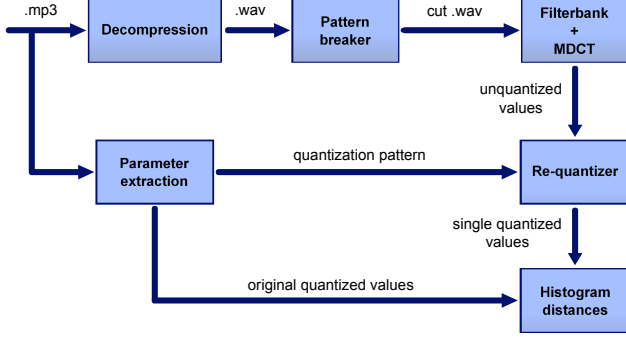 .mp3
Decompression
.wav
Pattern
breaker
cut .wav
Filterbank
+
MDCT
unquantized
values
Parameter
extraction
quantization pattern
Re-quantizer
single quantized
values
original quantized values
Histogram
distances